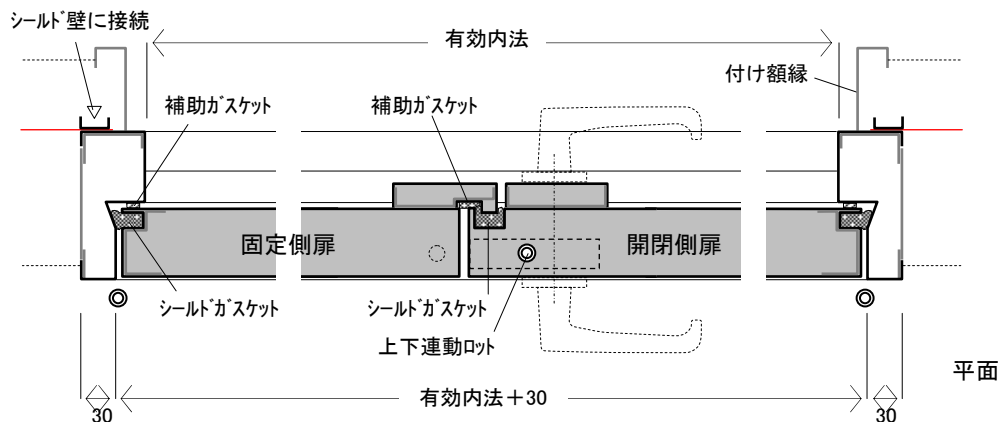 シールド壁に接続
有効内法
付け額縁
補助ガスケット
補助ガスケット
固定側扉
開閉側扉
シールドガスケット
シールドガスケット
上下連動ロット
平面
有効内法＋30
30
30